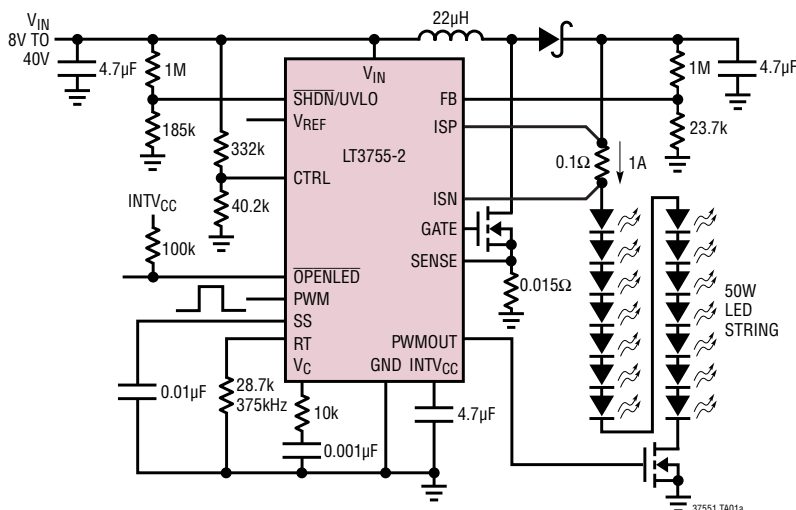 VIN
8V TO
40V
4.7µF
1M
185k
332k
40.2k
INTVCC
100k
22µH
VIN
SHDN/UVLO
VREF
LT3755-2
CTRL
OPENLED
PWM
SS
RT
VC
GND
INTVCC
FB
ISP
ISN
GATE
SENSE
PWMOUT
1M
4.7µF
23.7k
0.1Ω
1A
0.015Ω
50W
LED
STRING
0.01µF
28.7k
375kHz
10k
0.001µF
4.7µF
37551 TA01a